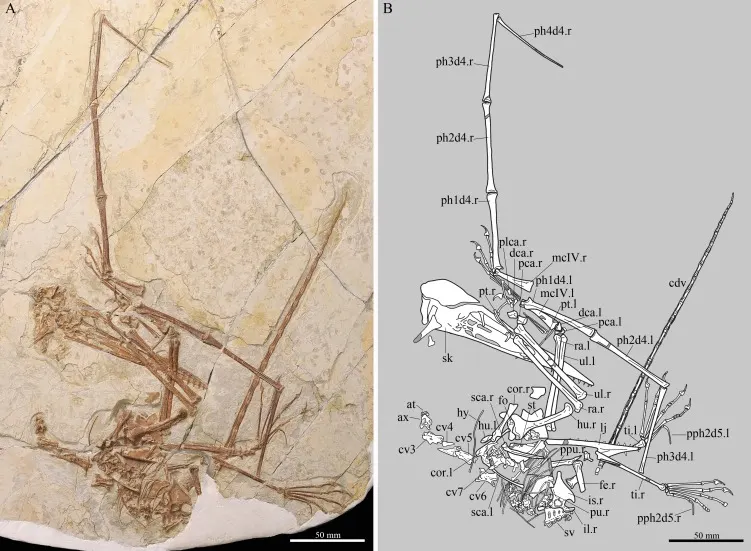 A
B
ph4d4.r
ph3d4.r
ph2d4.r
ph1d4.r
plca.r
dca.r
pca.r
mcIV.r
ph1d4.l
mcIV.l
pt.r
pt.l
dca.l
pca.l
cdv
ph2d4.l
ra.l
ul.l
sk
cor.r
sca.r
fo
st
ul.r
ra.r
at
ax
hy
hu.l
hu.r
lj
ti.l
cv4
cv5
cv3
pph2d5.l
ppu.r
ph3d4.l
cor.l
cv7
cv6
fe.r
ti.r
is.r
sca.l
pu.r
pph2d5.r
il.r
sv
50 mm
50 mm